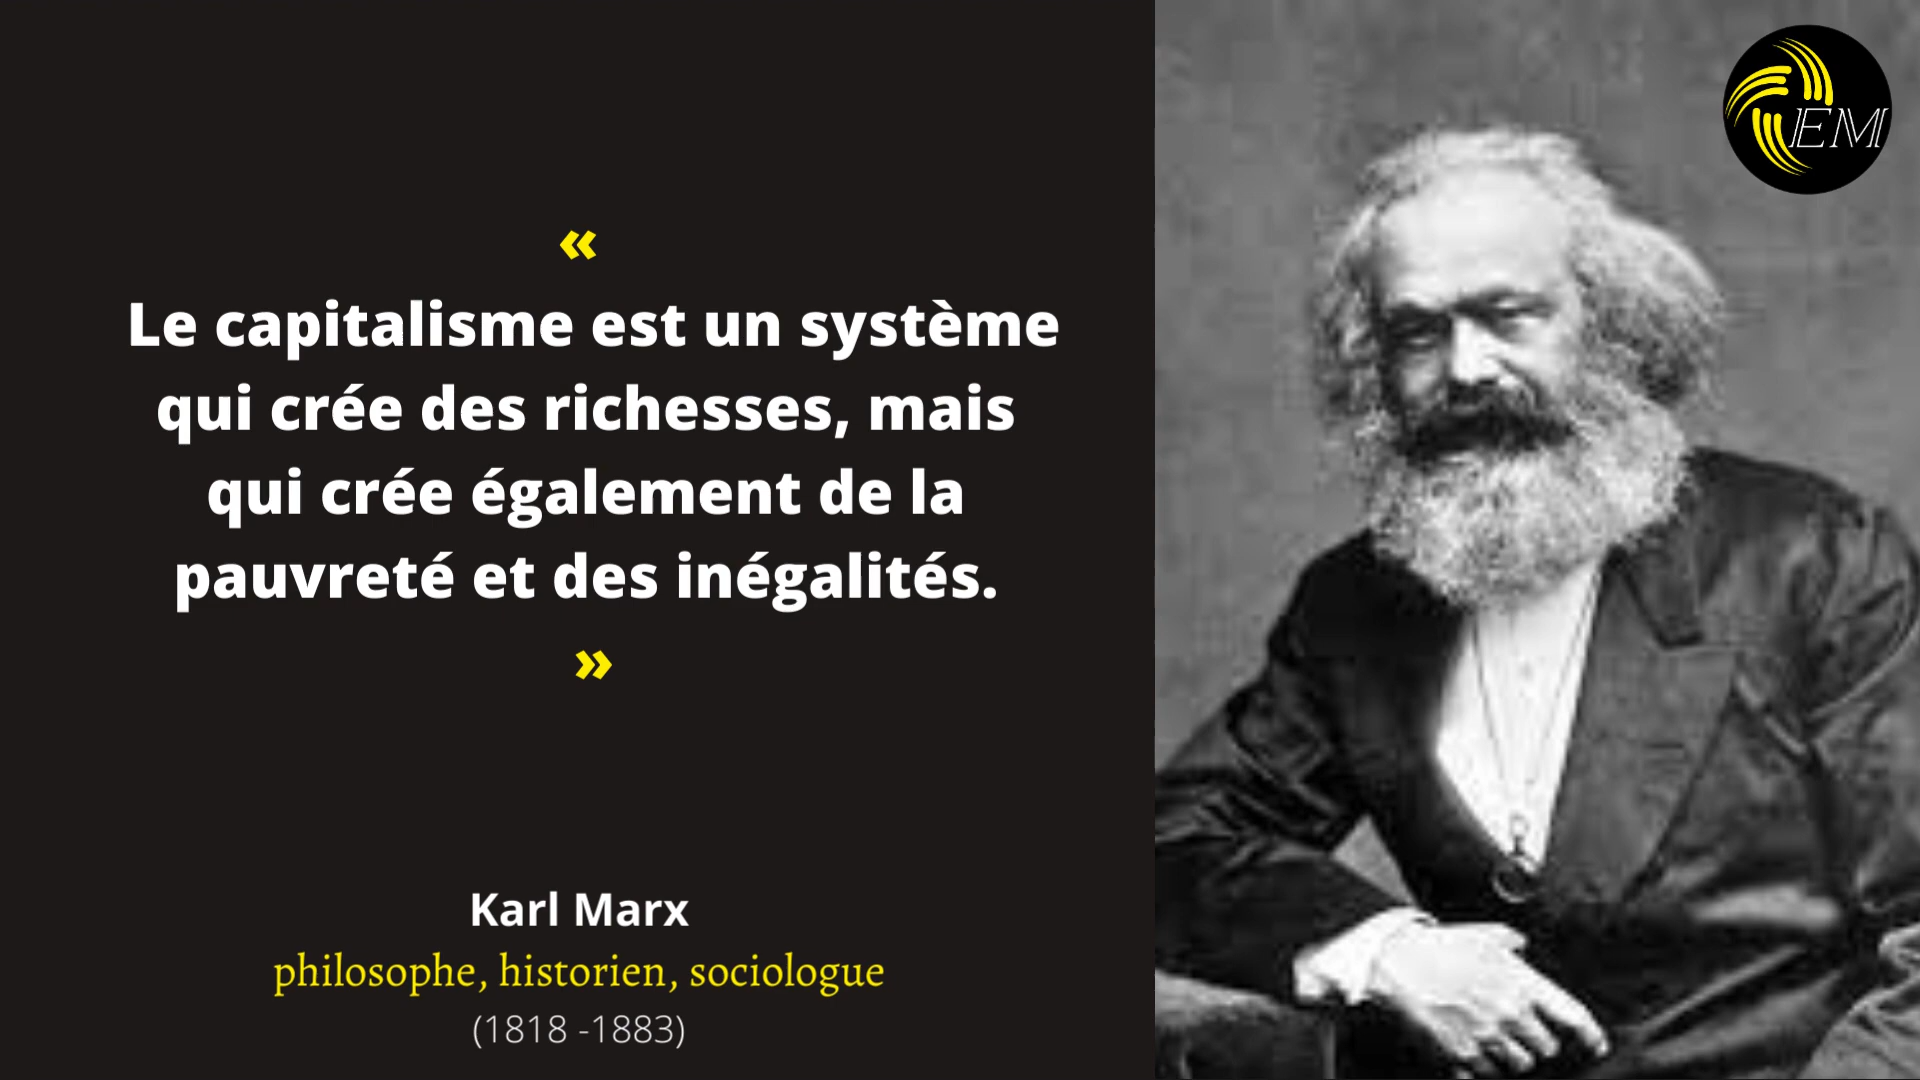 EM
«
Le capitalisme est un système
qui crée des richesses, mais
qui crée également de la
pauvreté et des inégalités.
»
Karl Marx
philosophe, historien, sociologue
(1818 -1883)